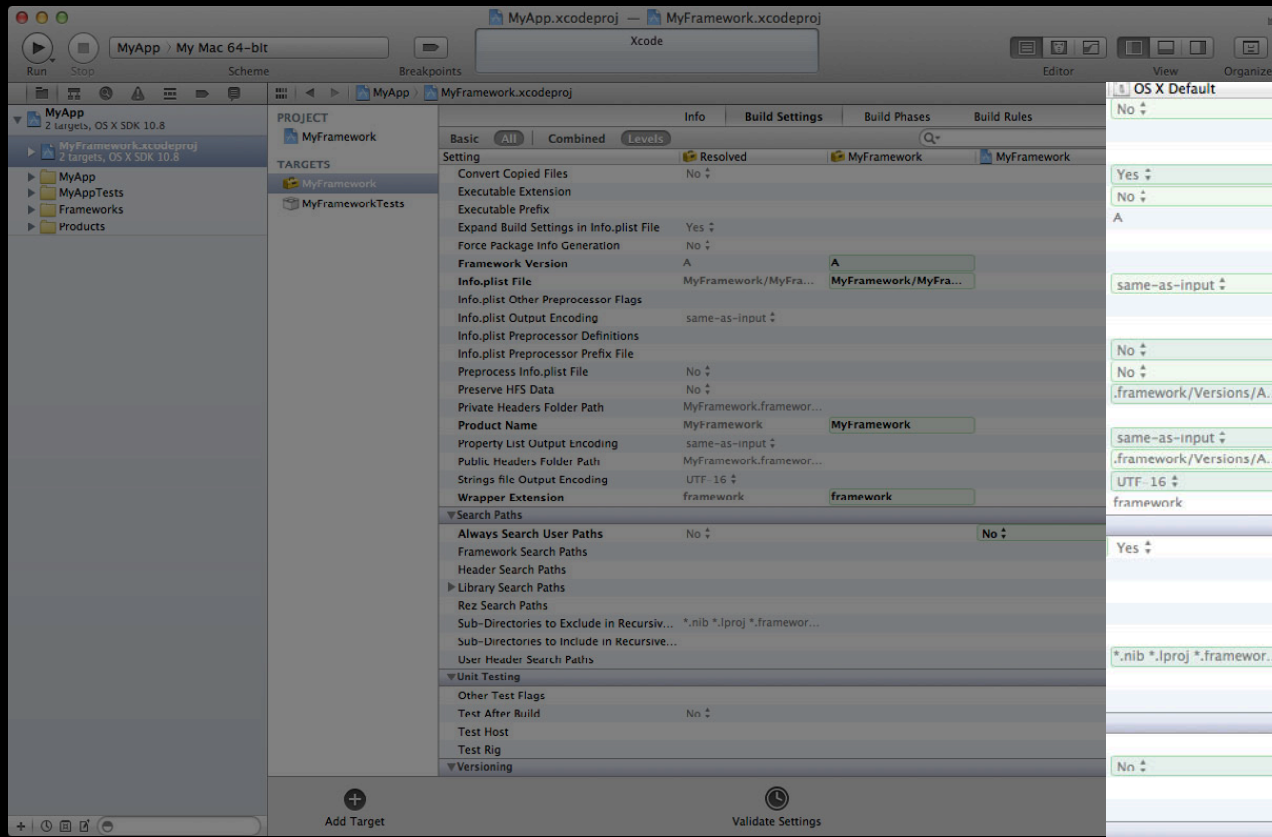 MyApp.xcodeproj — MyFramework.xcodeproj
MyApp 〉 My Mac 64-bit
Xcode
Run Stop Scheme Breakpoints Editor View Organize
MyApp 〉 MyFramework.xcodeproj
MyApp
2 targets, OS X SDK 10.8
MyFramework.xcodeproj
2 targets, OS X SDK 10.8
MyApp
MyAppTests
Frameworks
Products
PROJECT
MyFramework
TARGETS
MyFramework
MyFrameworkTests
Info Build Settings Build Phases Build Rules
Basic All Combined Levels
Setting Resolved MyFramework MyFramework OS X Default
Convert Copied Files No No
Executable Extension
Executable Prefix
Expand Build Settings in Info.plist File Yes Yes
Force Package Info Generation No No
Framework Version A A A
Info.plist File MyFramework/MyFra... MyFramework/MyFra...
Info.plist Other Preprocessor Flags
Info.plist Output Encoding same-as-input same-as-input
Info.plist Preprocessor Definitions
Info.plist Preprocessor Prefix File
Preprocess Info.plist File No No
Preserve HFS Data No No
Private Headers Folder Path MyFramework.framewor... .framework/Versions/A..
Product Name MyFramework MyFramework
Property List Output Encoding same-as-input same-as-input
Public Headers Folder Path MyFramework.framewor... .framework/Versions/A..
Strings file Output Encoding UTF-16 UTF-16
Wrapper Extension framework framework framework
Search Paths
Always Search User Paths No No Yes
Framework Search Paths
Header Search Paths
Library Search Paths
Rez Search Paths
Sub-Directories to Exclude in Recursiv... *.nib *.lproj *.framewor... *.nib *.lproj *.framewor..
Sub-Directories to Include in Recursive...
User Header Search Paths
Unit Testing
Other Test Flags
Test After Build No No
Test Host
Test Rig
Versioning
Add Target Validate Settings